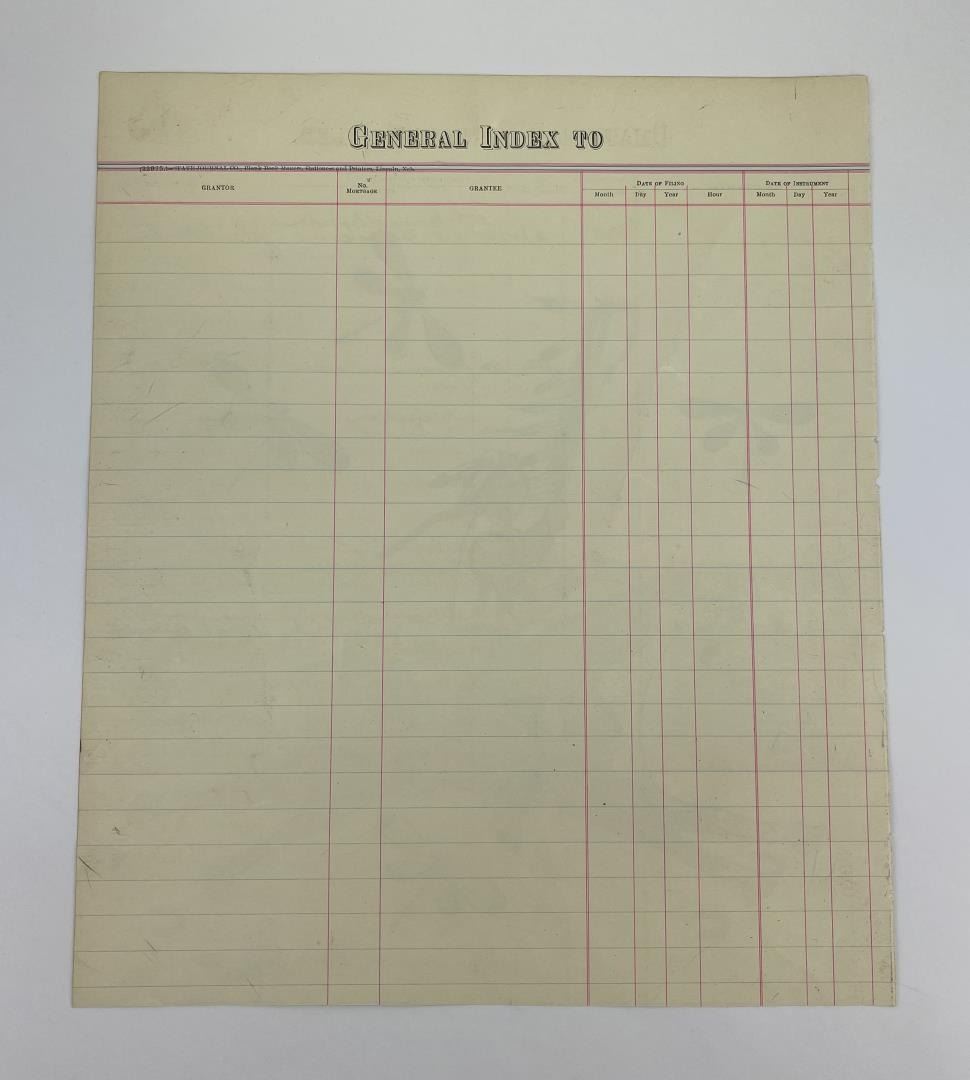 GENERAL INDEX TO
STATE JOURNAL CO., Blank Book Makers, Stationers and Printers, Lincoln, Neb.
GRANTOR
No.
MORTGAGE
GRANTEE
DATE OF FILING
Month Day Year Hour
DATE OF INSTRUMENT
Month Day Year